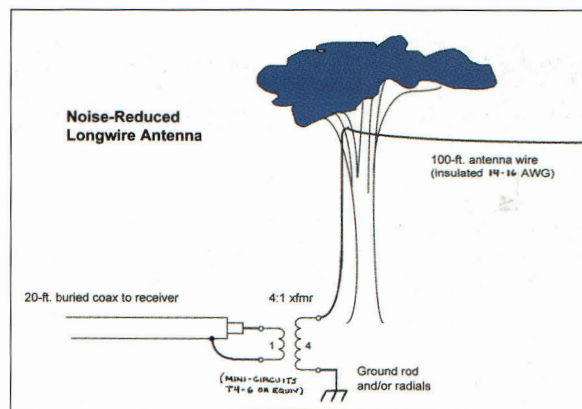 Noise-Reduced
Longwire Antenna
100-ft. antenna wire
(insulated 14-16 AWG)
20-ft. buried coax to receiver
4:1 xfmr
1
4
(MINI-CIRCUITS
T4-6 OR EQUIV)
Ground rod
and/or radials